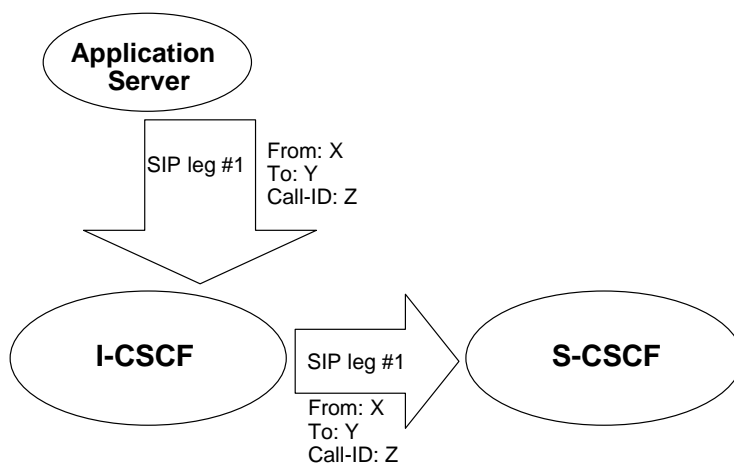 Application
Server
SIP leg #1
From: X
To: Y
Call-ID: Z
I-CSCF
SIP leg #1
S-CSCF
From: X
To: Y
Call-ID: Z